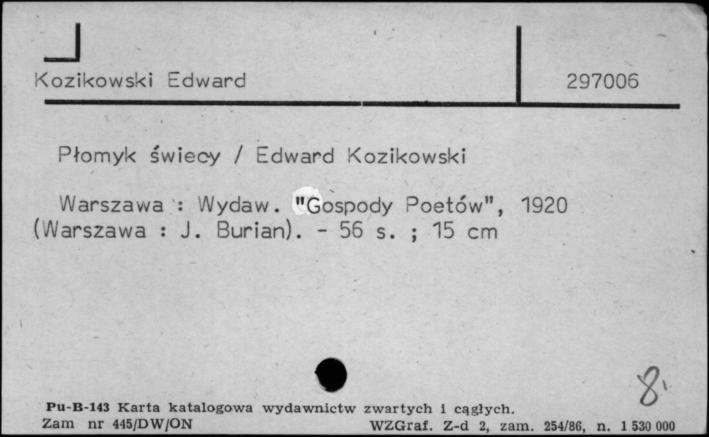 Kozikowski Edward 297006
Płomyk świecy / Edward Kozikowski
Warszawa : Wydaw. "Gospody Poetów", 1920
(Warszawa : J. Burian). - 56 s. ; 15 cm
8
Pu-B-143 Karta katalogowa wydawnictw zwartych i cągłych.
Zam nr 445/DW/ON WZGraf. Z-d 2, zam. 254/86, n. 1 530 000